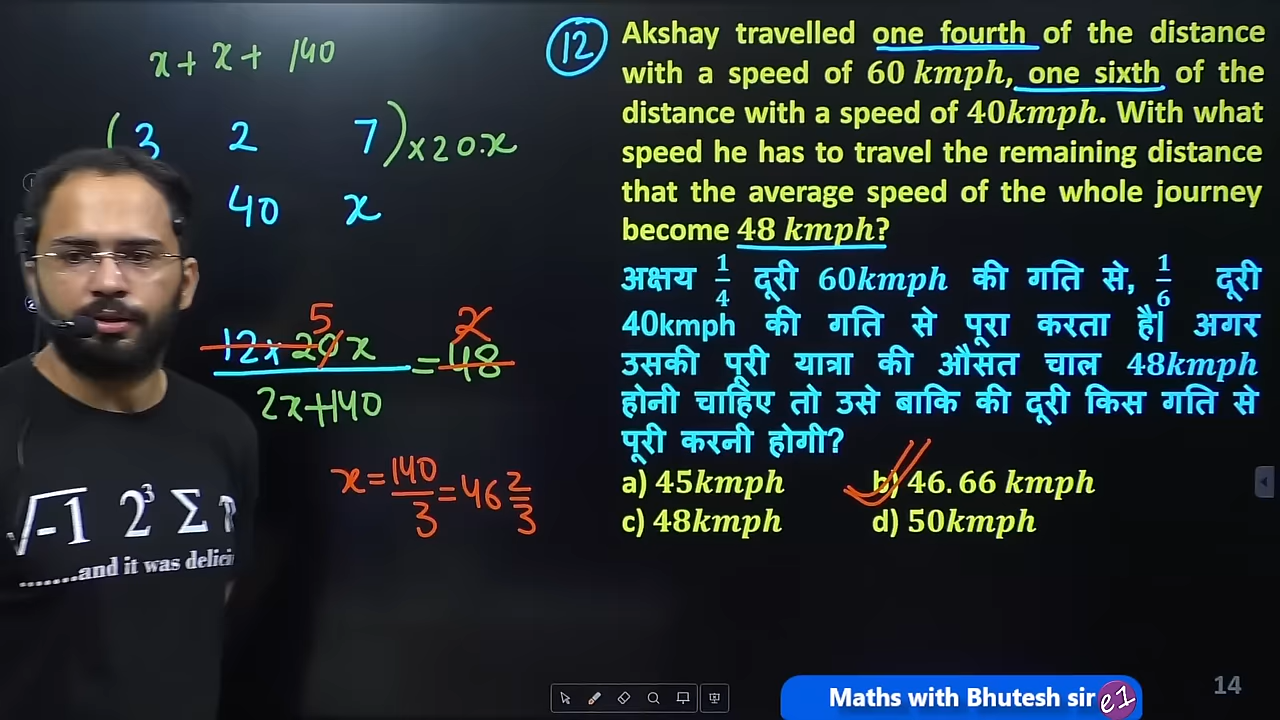 x + x + 140
(3 2 7) × 20x
40 x
5
12 × 20x = 48
2x+140
x = 140/3 = 46 2/3
12 Akshay travelled one fourth of the distance
with a speed of 60 kmph, one sixth of the
distance with a speed of 40kmph. With what
speed he has to travel the remaining distance
that the average speed of the whole journey
become 48 kmph?
अक्षय 1/4 दूरी 60kmph की गति से, 1/6 दूरी
40kmph की गति से पूरा करता है| अगर
उसकी पूरी यात्रा की औसत चाल 48kmph
होनी चाहिए तो उसे बाकि की दूरी किस गति से
पूरी करनी होगी?
a) 45kmph b) 46.66 kmph
c) 48kmph d) 50kmph
√-1 2³ Σ
.......and it was
Maths with Bhutesh sir e1
14